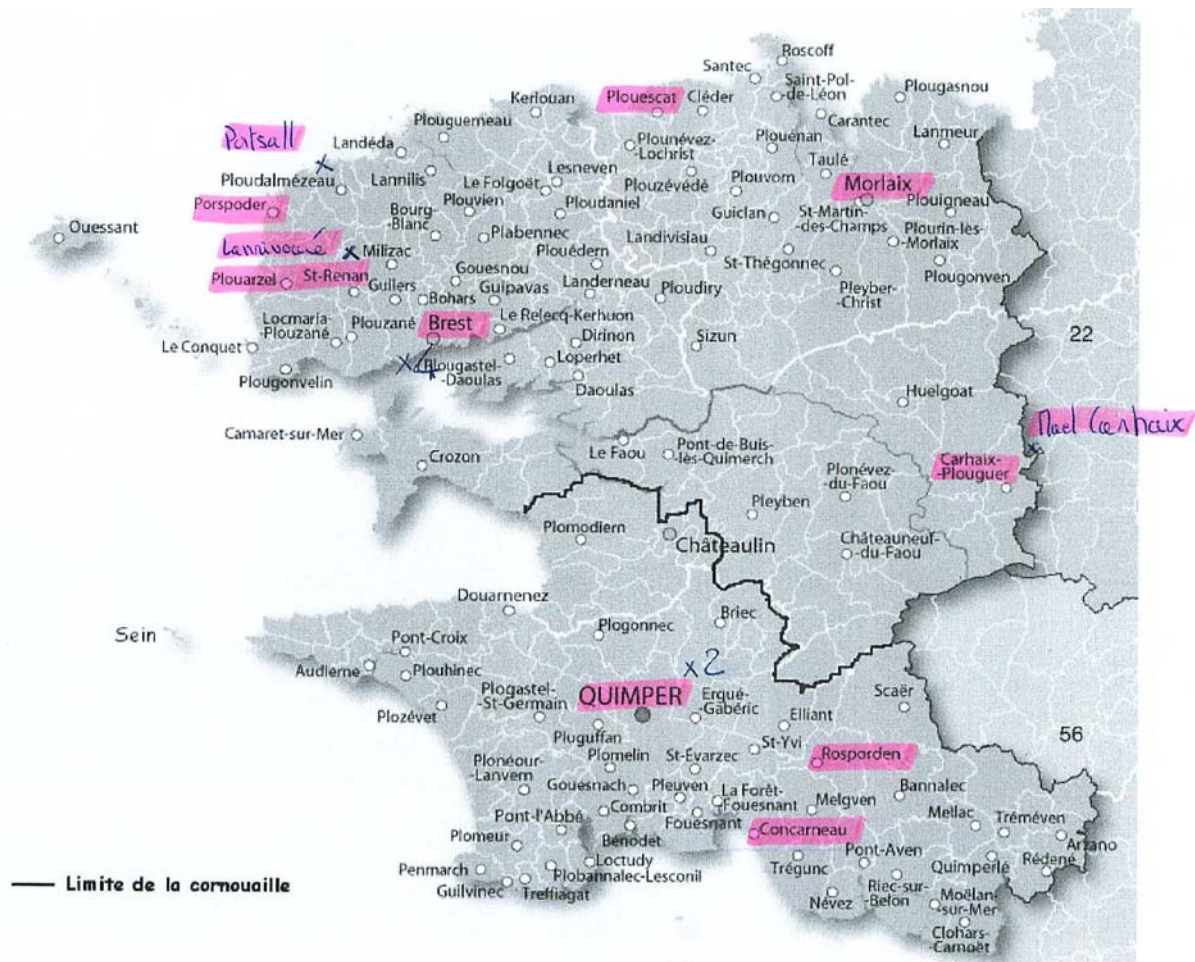 Roscoff
Santec
Saint-Pol-
-de-Léon
Plougasnou
Kerlouan
Plouescat
Cléder
Plouguerneau
Carantec
Lanmeur
Portsall
Landéda
Plounévez-
-Lochrist
Plouénan
Taulé
Ploudalmézeau
Lannilis
Lesneven
Le Folgoët
Plouzévédé
Plouvorn
Morlaix
Porspoder
Bourg-
-Blanc
Plouvien
Ploudaniel
Guiclan
St-Martin-
-des-Champs
Plouigneau
Ouessant
Lanrivoaré
x
Milizac
Plabennec
Plouédern
Landivisiau
Plourin-lès-
-Morlaix
Plouarzel
St-Renan
Gouesnou
St-Thégonnec
Plougonven
Guilers
Bohars
Guipavas
Landerneau
Ploudiry
Pleyber-
-Christ
Locmaria-
-Plouzané
Plouzané
Brest
Le Relecq-Kerhuon
Dirinon
Sizun
22
Le Conquet
x4
Plougastel-
-Daoulas
Loperhet
Plougonvelin
Daoulas
Huelgoat
Mael Carhaix
x
Camaret-sur-Mer
Le Faou
Pont-de-Buis-
-lès-Quimerch
Carhaix-
-Plouguer
Crozon
Plonévez-
-du-Faou
Pleyben
Plomodiern
Châteaulin
Châteauneuf-
-du-Faou
Douarnenez
Briec
Sein
Plogonnec
Pont-Croix
Audierne
Plouhinec
x2
Plogastel-
-St-Germain
QUIMPER
Ergué-
-Gabéric
Scaër
Plozévet
Elliant
Pluguffan
St-Yvi
56
Plonéour-
-Lanvern
Plomelin
St-Evarzec
Rosporden
Gouesnach
Pleuven
La Forêt-
-Fouesnant
Bannalec
Combrit
Melgven
Mellac
Pont-l'Abbé
Fouesnant
Tréméven
Bénodet
Concarneau
Plomeur
Arzano
Loctudy
Pont-Aven
Penmarch
Plobannalec-Lesconil
Trégunc
Quimperlé
Rédené
Limite de la cornouaille
Guilvinec
Treffiagat
Riec-sur-
-Belon
Moëlan-
-sur-Mer
Névez
Clohars-
-Carnoët